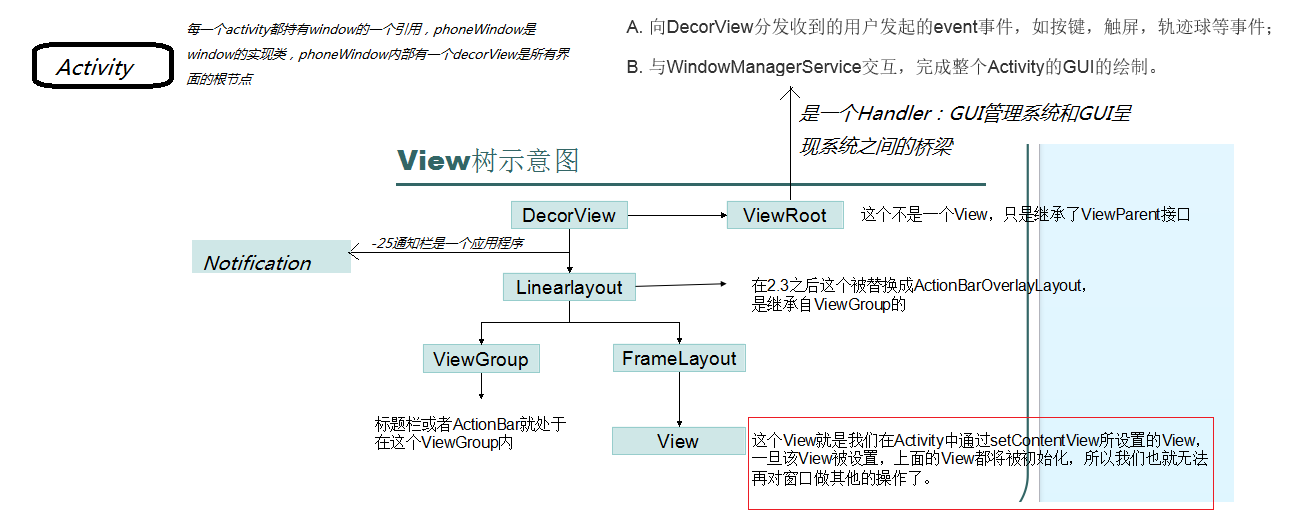 Activity
每一个activity都持有window的一个引用，phoneWindow是
window的实现类，phoneWindow内部有一个decorView是所有界
面的根节点
A. 向DecorView分发收到的用户发起的event事件，如按键，触屏，轨迹球等事件；
B. 与WindowManagerService交互，完成整个Activity的GUI的绘制。
是一个Handler：GUI管理系统和GUI呈
现系统之间的桥梁
View树示意图
DecorView
ViewRoot
这个不是一个View，只是继承了ViewParent接口
-25通知栏是一个应用程序
Notification
Linearlayout
在2.3之后这个被替换成ActionBarOverlayLayout，
是继承自ViewGroup的
ViewGroup
FrameLayout
标题栏或者ActionBar就处于
在这个ViewGroup内
View
这个View就是我们在Activity中通过setContentView所设置的View，
一旦该View被设置，上面的View都将被初始化，所以我们也就无法
再对窗口做其他的操作了。